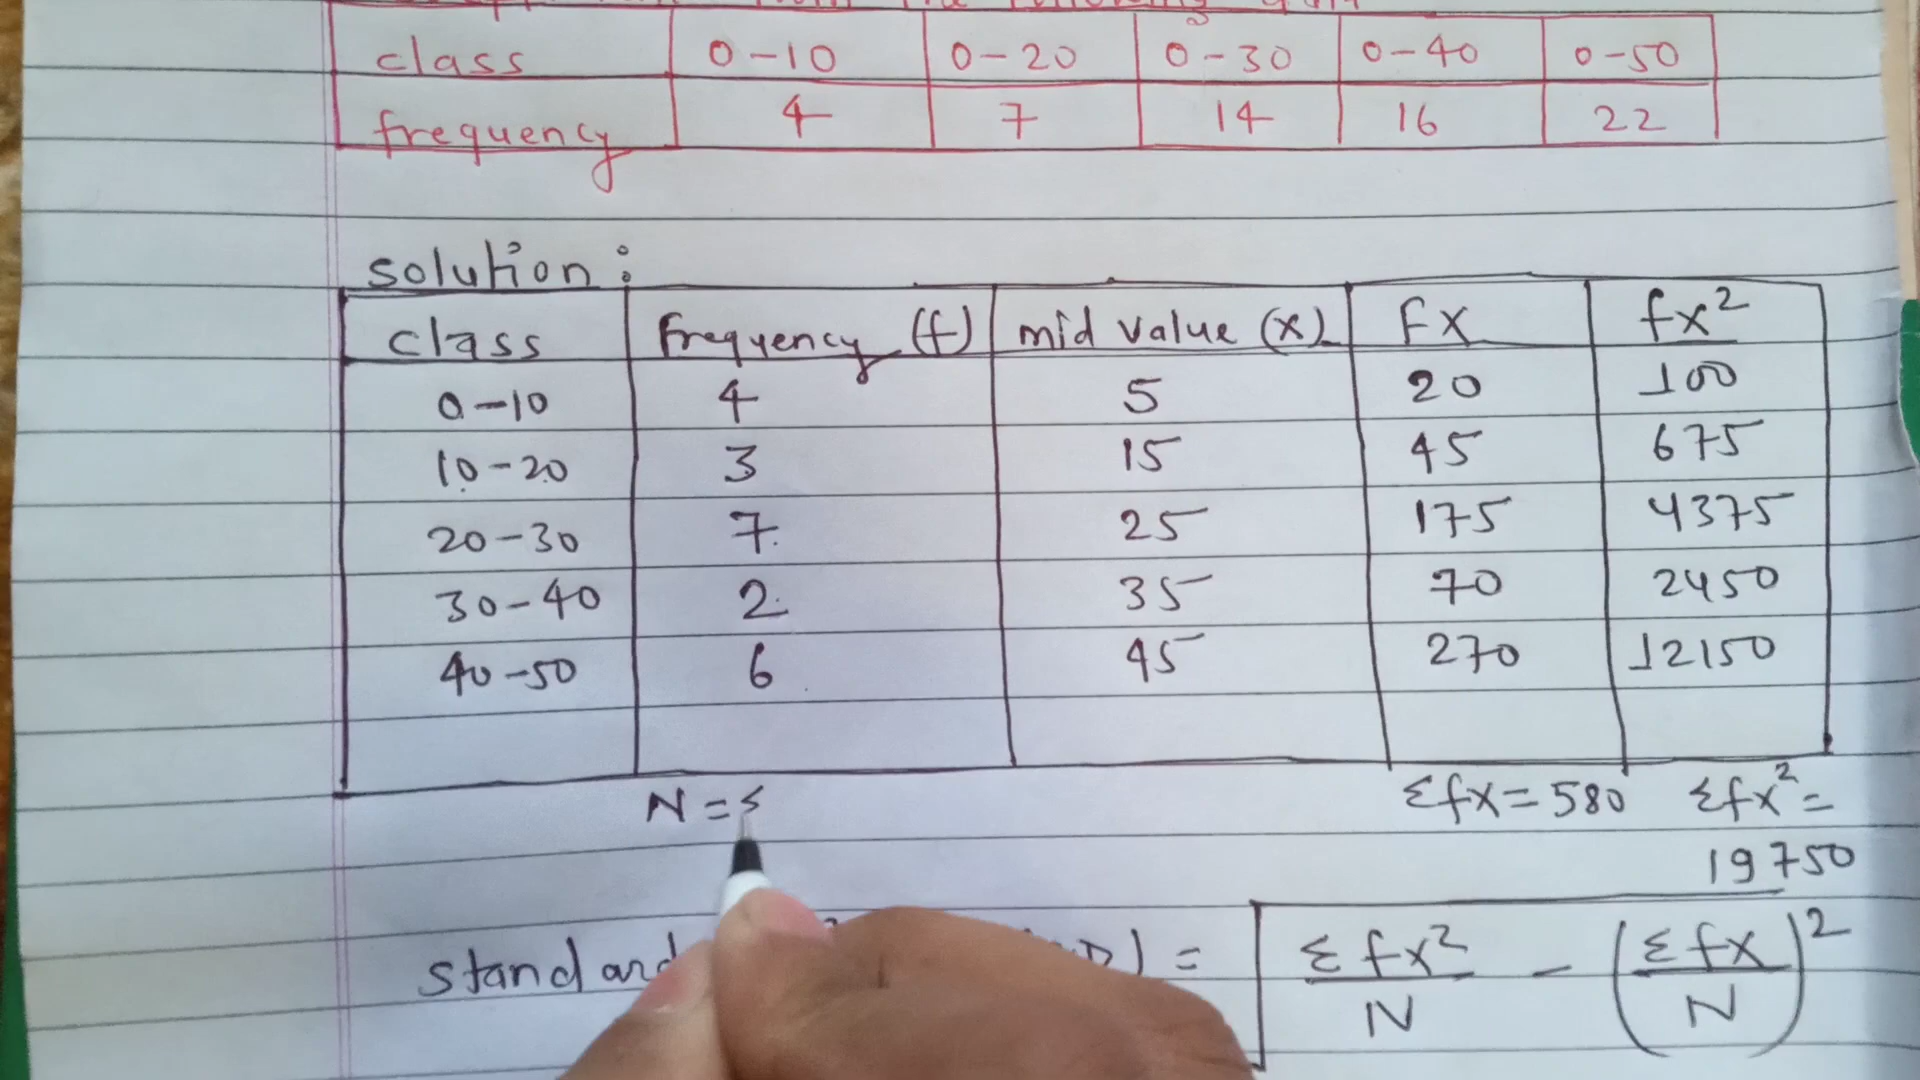 class 0-10 0-20 0-30 0-40 0-50
frequency 4 7 14 16 22
solution :
class Frequency (f) mid value (x) FX fx²
0-10 4 5 20 100
10-20 3 15 45 675
20-30 7 25 175 4375
30-40 2 35 70 2450
40-50 6 45 270 12150
N = Σ Σfx = 580 Σfx² =
19750
standard ) = √ Σfx²/N - (Σfx/N)²